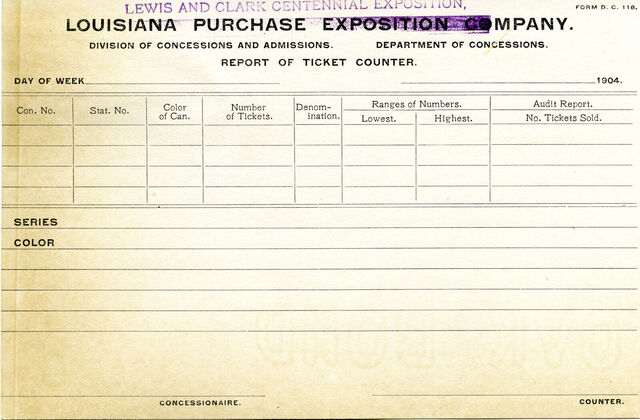 LEWIS AND CLARK CENTENNIAL EXPOSITION,
FORM D. C. 118.
LOUISIANA PURCHASE EXPOSITION COMPANY.
DIVISION OF CONCESSIONS AND ADMISSIONS. DEPARTMENT OF CONCESSIONS.
REPORT OF TICKET COUNTER.
DAY OF WEEK 1904.
Con. No. Stat. No. Color of Can. Number of Tickets. Denom-ination. Ranges of Numbers. Audit Report.
Lowest. Highest. No. Tickets Sold.
SERIES
COLOR
CONCESSIONAIRE. COUNTER.